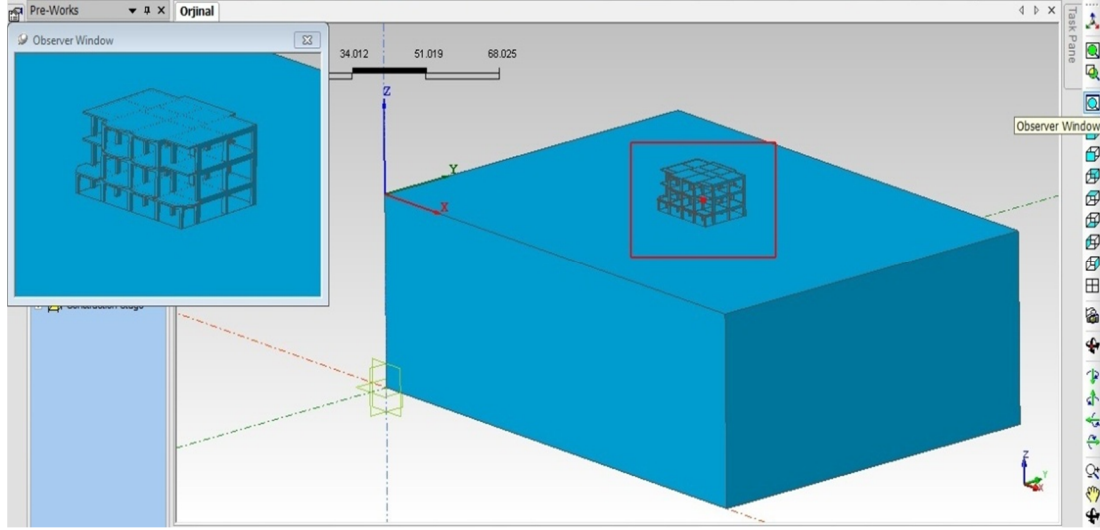 Pre-Works
Orjinal
Task Pane
Observer Window
34.012 51.019 68.025
Z
Y
X
Observer Window
Z
Y
X